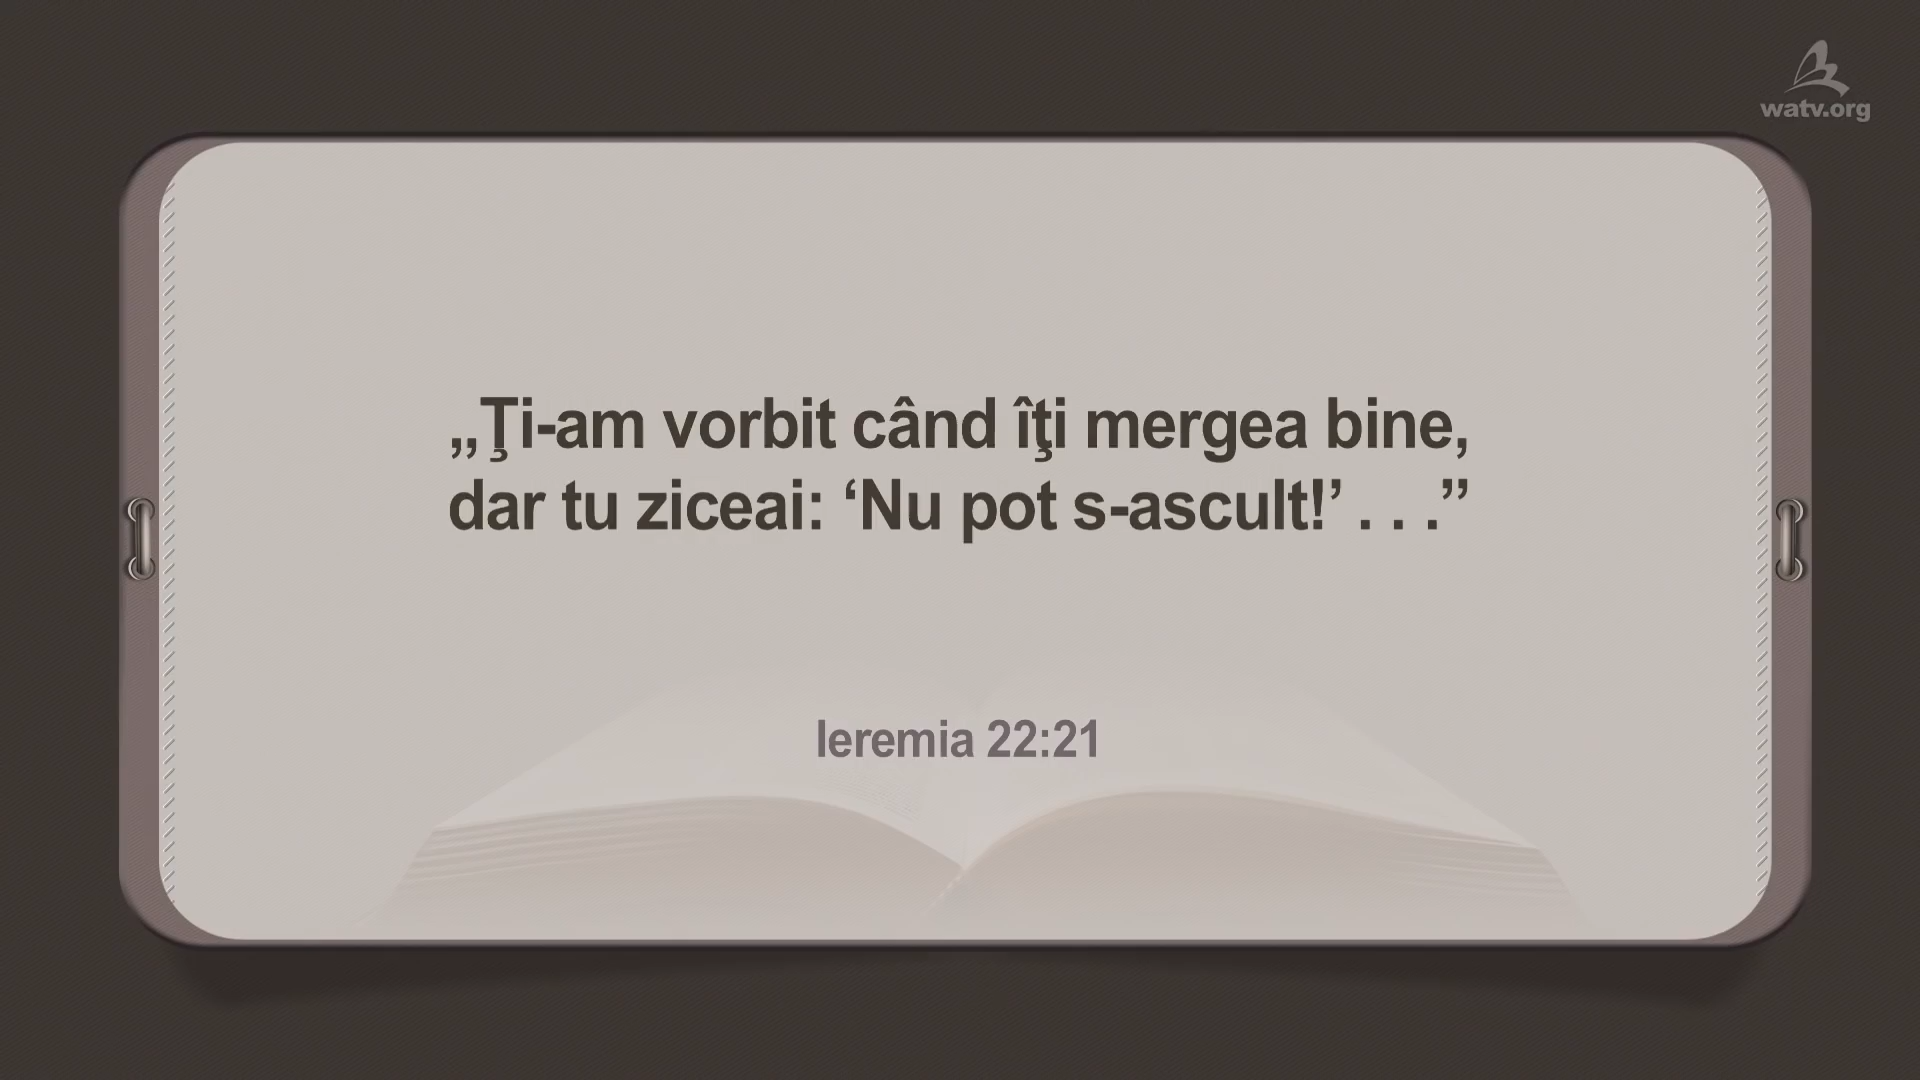 watv.org
„Ţi-am vorbit când îţi mergea bine,
dar tu ziceai: ‘Nu pot s-ascult!’ . . .”
Ieremia 22:21